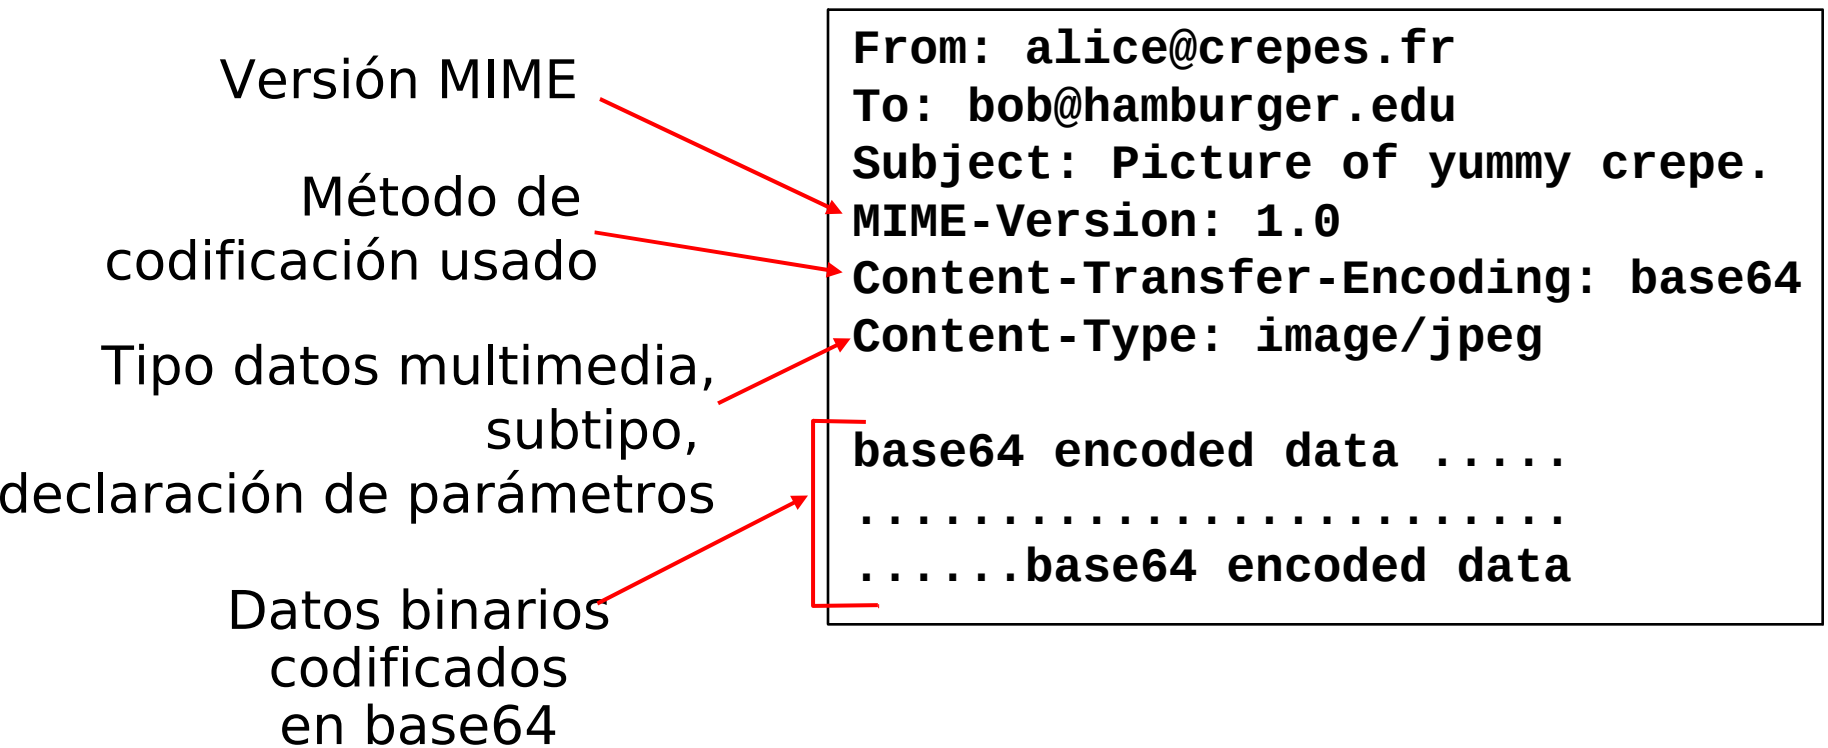 Versión MIME
Método de
codificación usado
Tipo datos multimedia,
subtipo,
declaración de parámetros
Datos binarios
codificados
en base64
From: alice@crepes.fr
To: bob@hamburger.edu
Subject: Picture of yummy crepe.
MIME-Version: 1.0
Content-Transfer-Encoding: base64
Content-Type: image/jpeg
base64 encoded data .....
.........................
......base64 encoded data